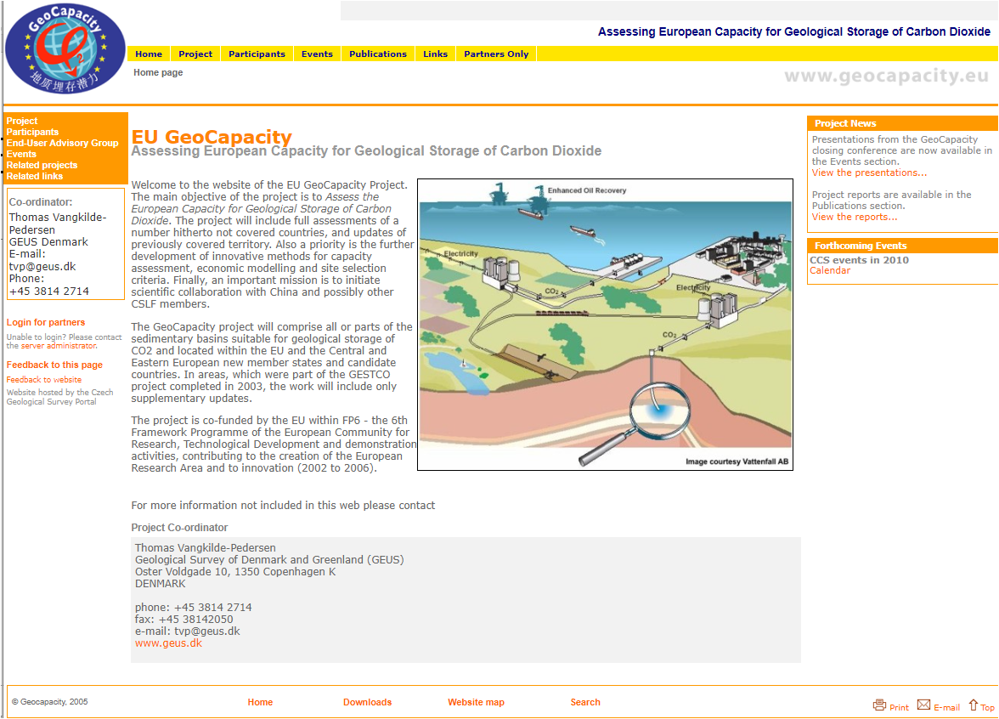 GeoCapacity
2
地质埋存潜力
Assessing European Capacity for Geological Storage of Carbon Dioxide
Home Project Participants Events Publications Links Partners Only
Home page
www.geocapacity.eu
Project
Participants
End-User Advisory Group
Events
Related projects
Related links
Co-ordinator:
Thomas Vangkilde-
Pedersen
GEUS Denmark
E-mail:
tvp@geus.dk
Phone:
+45 3814 2714
Login for partners
Unable to login? Please contact
the server administrator.
Feedback to this page
Feedback to website
Website hosted by the Czech
Geological Survey Portal
EU GeoCapacity
Assessing European Capacity for Geological Storage of Carbon Dioxide
Welcome to the website of the EU GeoCapacity Project.
The main objective of the project is to Assess the
European Capacity for Geological Storage of Carbon
Dioxide. The project will include full assessments of a
number hitherto not covered countries, and updates of
previously covered territory. Also a priority is the further
development of innovative methods for capacity
assessment, economic modelling and site selection
criteria. Finally, an important mission is to initiate
scientific collaboration with China and possibly other
CSLF members.
The GeoCapacity project will comprise all or parts of the
sedimentary basins suitable for geological storage of
CO2 and located within the EU and the Central and
Eastern European new member states and candidate
countries. In areas, which were part of the GESTCO
project completed in 2003, the work will include only
supplementary updates.
The project is co-funded by the EU within FP6 - the 6th
Framework Programme of the European Community for
Research, Technological Development and demonstration
activities, contributing to the creation of the European
Research Area and to innovation (2002 to 2006).
Enhanced Oil Recovery
Electricity
CO2
Electricity
CO2
Image courtesy Vattenfall AB
For more information not included in this web please contact
Project Co-ordinator
Thomas Vangkilde-Pedersen
Geological Survey of Denmark and Greenland (GEUS)
Oster Voldgade 10, 1350 Copenhagen K
DENMARK
phone: +45 3814 2714
fax: +45 38142050
e-mail: tvp@geus.dk
www.geus.dk
Project News
Presentations from the GeoCapacity
closing conference are now available in
the Events section.
View the presentations...
Project reports are available in the
Publications section.
View the reports...
Forthcoming Events
CCS events in 2010
Calendar
© Geocapacity, 2005 Home Downloads Website map Search Print E-mail Top